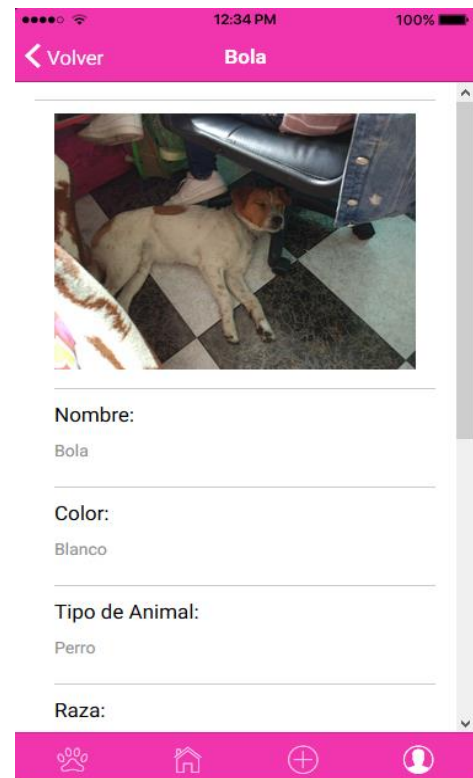 12:34 PM
100%
Volver
Bola
Nombre:
Bola
Color:
Blanco
Tipo de Animal:
Perro
Raza: